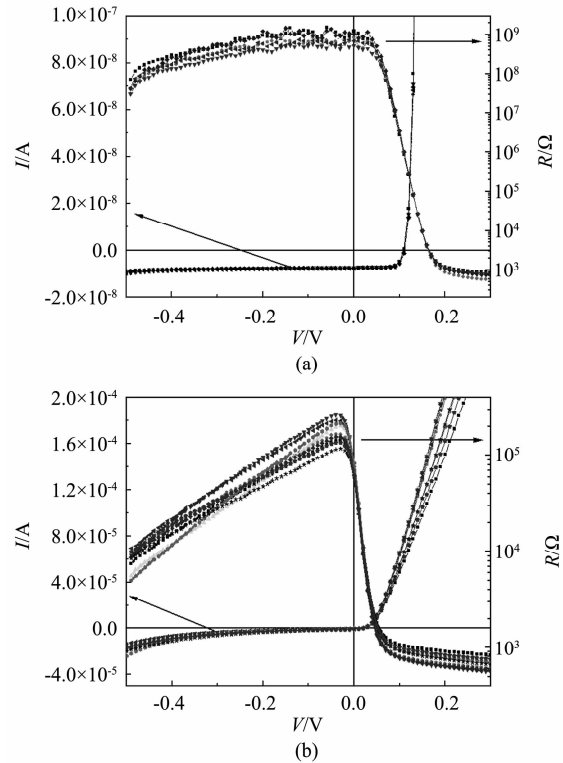 (a)
1.0×10⁻⁷
8.0×10⁻⁸
6.0×10⁻⁸
4.0×10⁻⁸
2.0×10⁻⁸
0.0
-2.0×10⁻⁸
I/A
10⁹
10⁸
10⁷
10⁶
10⁵
10⁴
10³
R/Ω
-0.4 -0.2 0.0 0.2
V/V
(a)
2.0×10⁻⁴
1.6×10⁻⁴
1.2×10⁻⁴
8.0×10⁻⁵
4.0×10⁻⁵
0.0
-4.0×10⁻⁵
I/A
10⁵
10⁴
10³
R/Ω
-0.4 -0.2 0.0 0.2
V/V
(b)